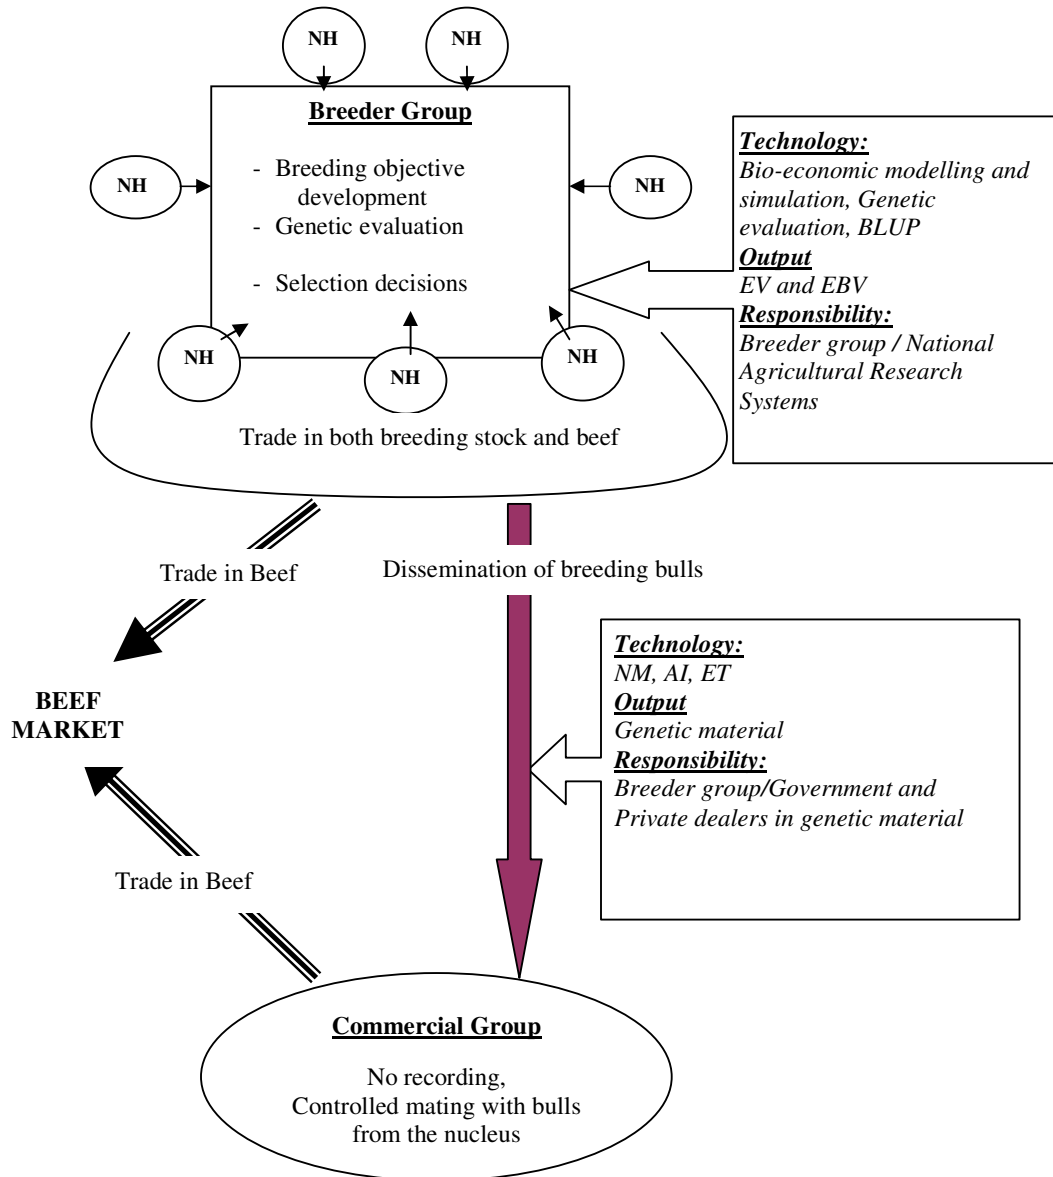 NH
NH
Breeder Group
- Breeding objective
development
- Genetic evaluation
- Selection decisions
NH
NH
NH
NH
NH
Trade in both breeding stock and beef
Technology:
Bio-economic modelling and
simulation, Genetic
evaluation, BLUP
Output
EV and EBV
Responsibility:
Breeder group / National
Agricultural Research
Systems
Trade in Beef
Dissemination of breeding bulls
BEEF
MARKET
Technology:
NM, AI, ET
Output
Genetic material
Responsibility:
Breeder group/Government and
Private dealers in genetic material
Trade in Beef
Commercial Group
No recording,
Controlled mating with bulls
from the nucleus